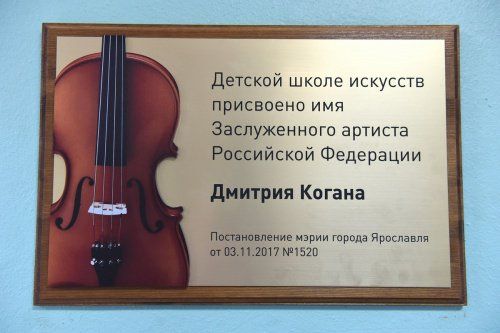 Детской школе искусств
присвоено имя
Заслуженного артиста
Российской Федерации
Дмитрия Когана
Постановление мэрии города Ярославля
от 03.11.2017 №1520